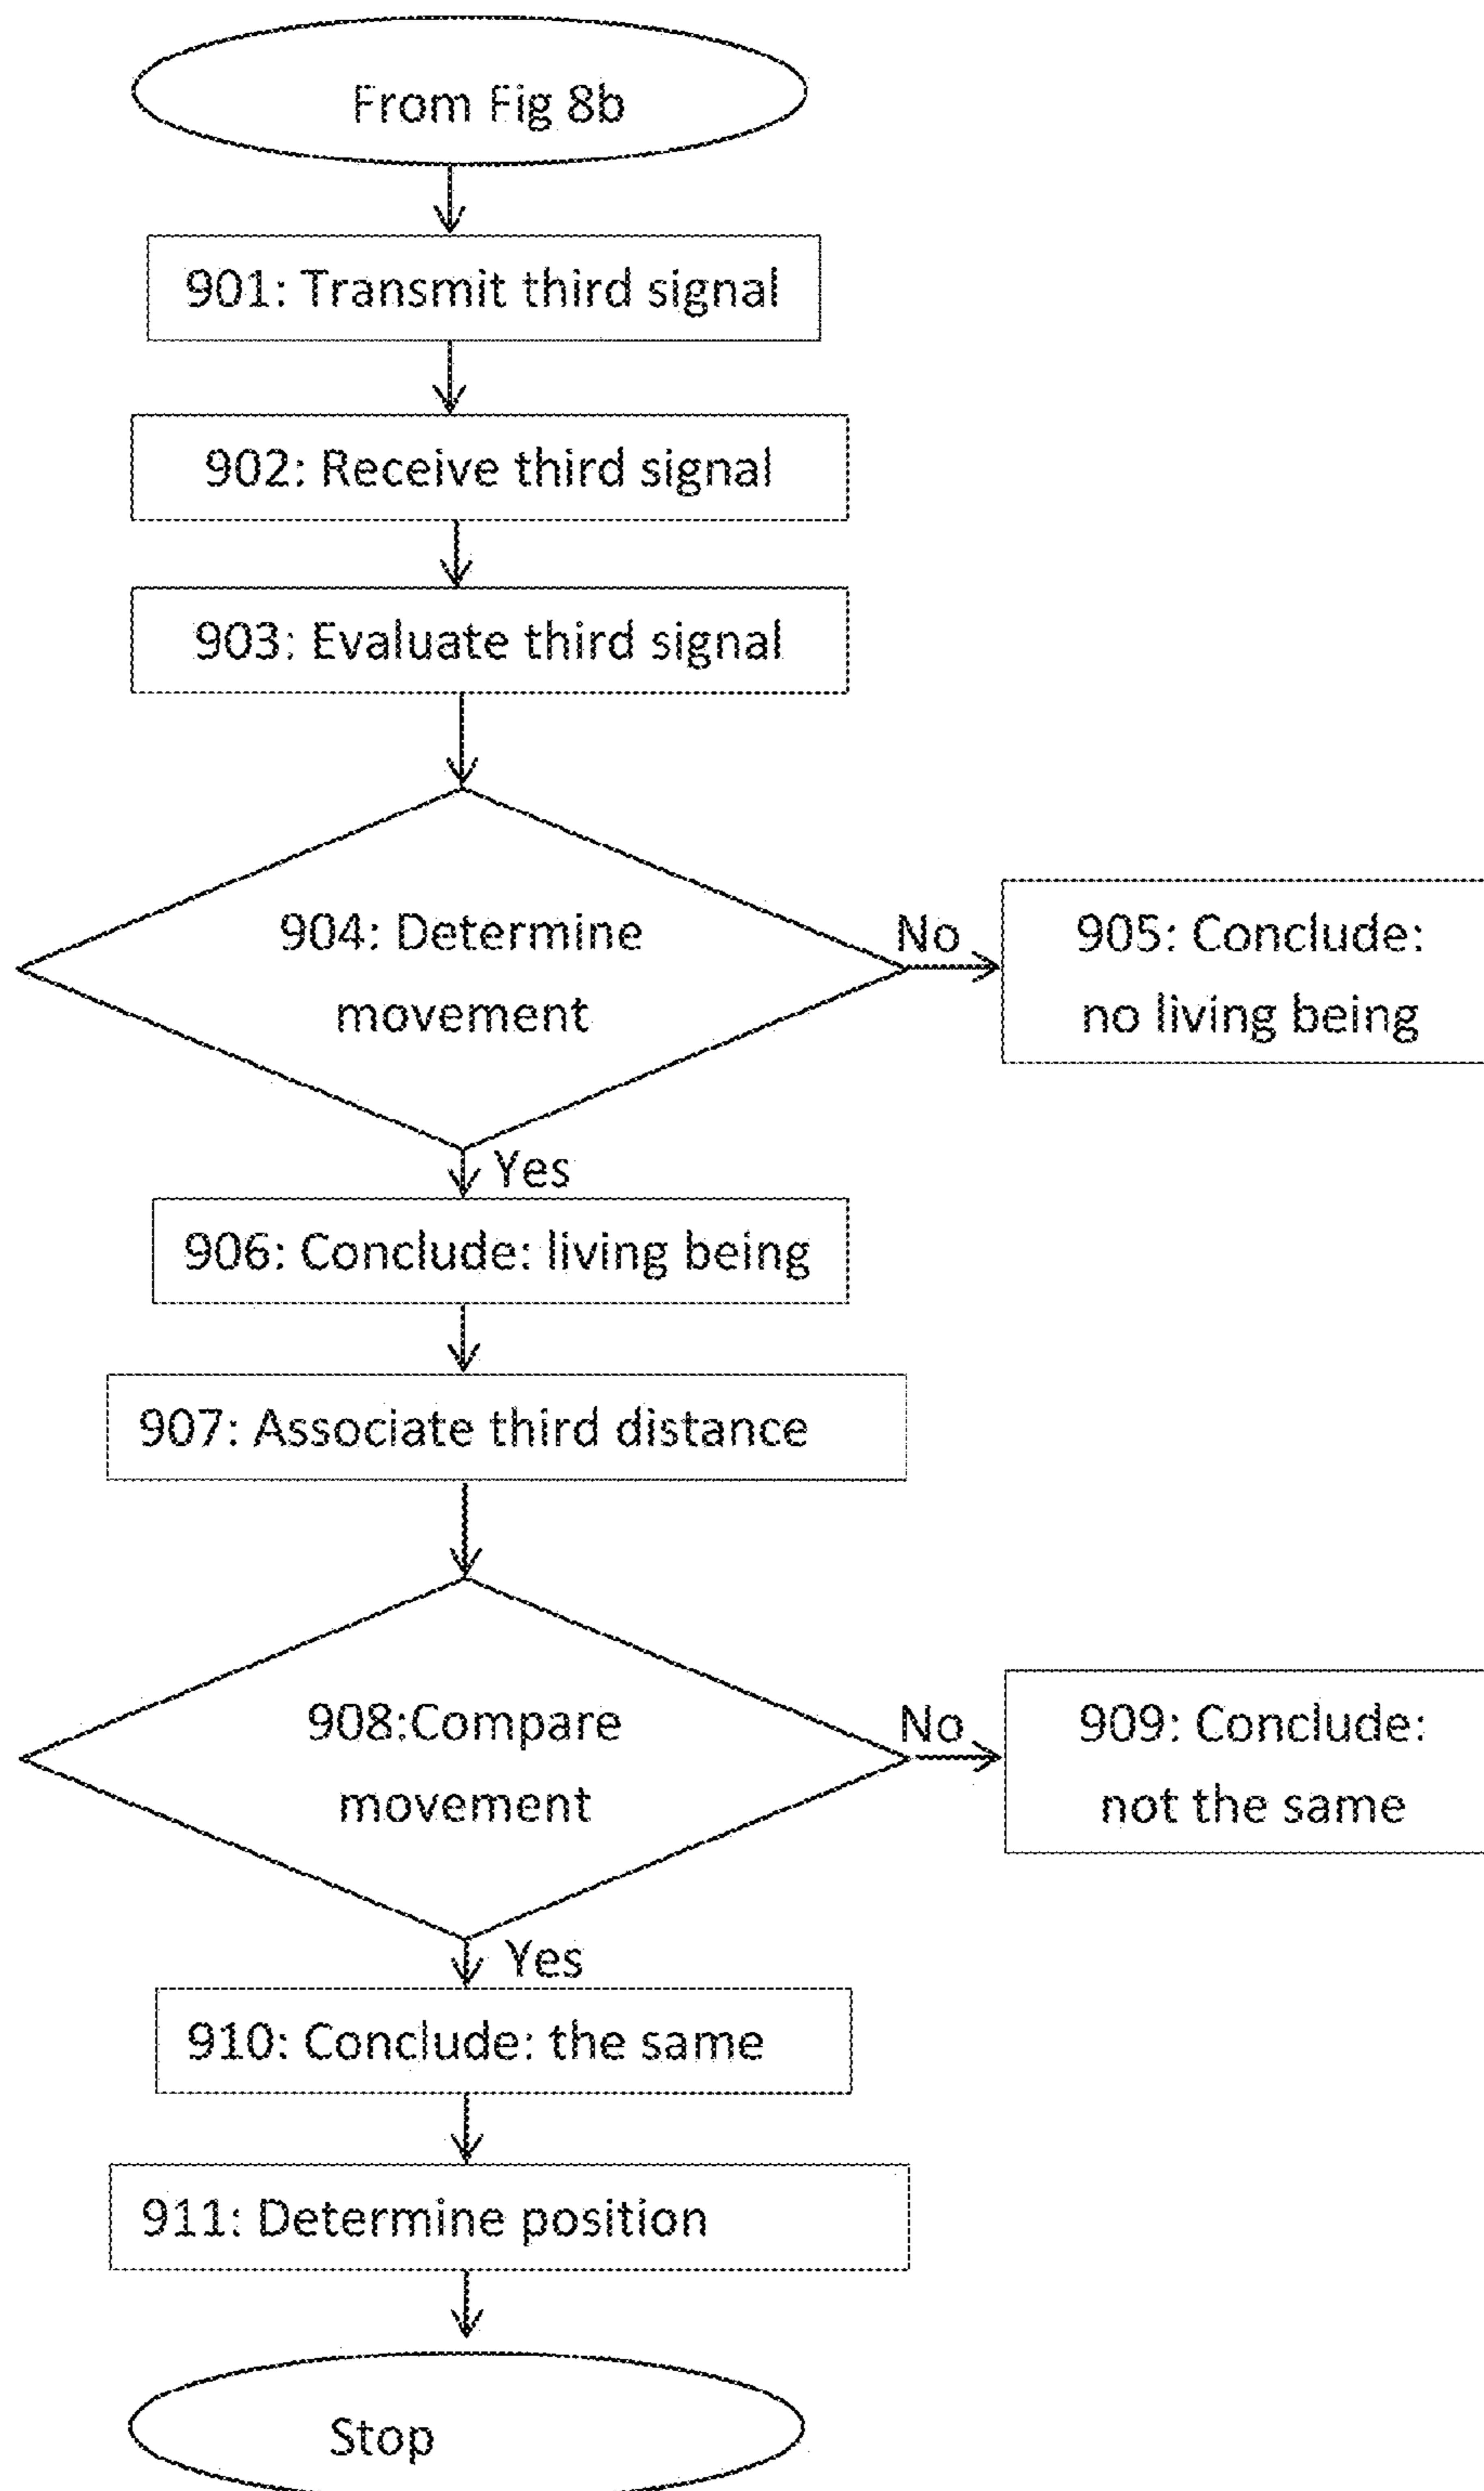 From Fig 8b
901: Transmit third signal
902: Receive third signal
903: Evaluate third signal
904: Determine
movement
No
905: Conclude:
no living being
Yes
906: Conclude: living being
907: Associate third distance
908:Compare
movement
No
909: Conclude:
not the same
Yes
910: Conclude: the same
911: Determine position
Stop